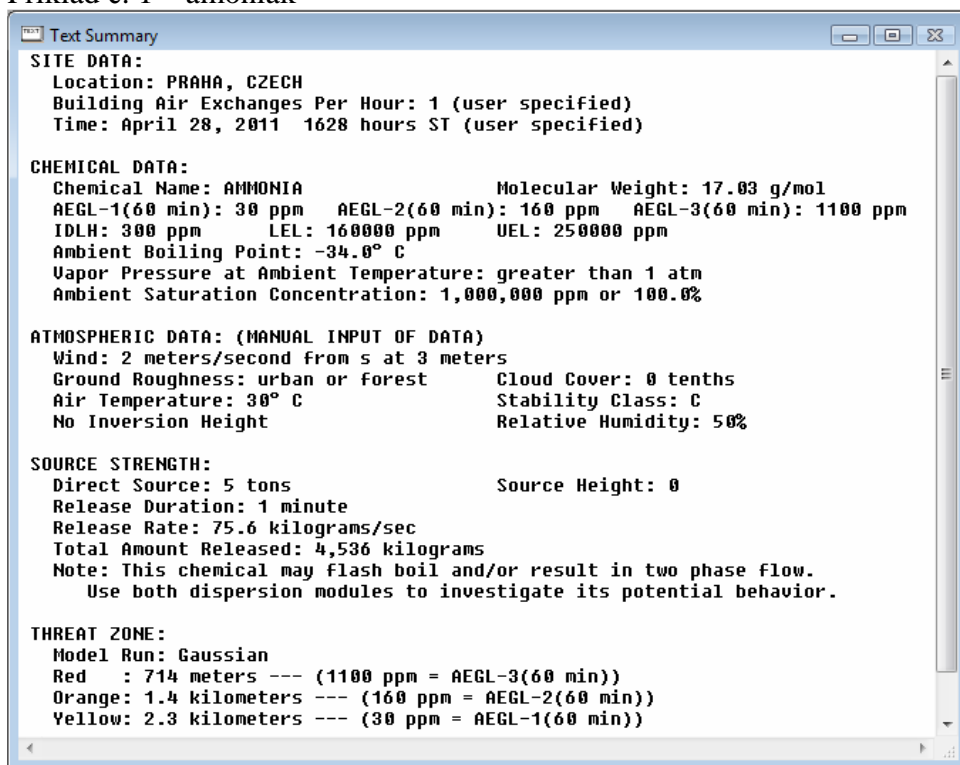 Příklad č. 1 – amoniak
Text Summary
SITE DATA:
Location: PRAHA, CZECH
Building Air Exchanges Per Hour: 1 (user specified)
Time: April 28, 2011 1628 hours ST (user specified)
CHEMICAL DATA:
Chemical Name: AMMONIA Molecular Weight: 17.03 g/mol
AEGL-1(60 min): 30 ppm AEGL-2(60 min): 160 ppm AEGL-3(60 min): 1100 ppm
IDLH: 300 ppm LEL: 160000 ppm UEL: 250000 ppm
Ambient Boiling Point: -34.0° C
Vapor Pressure at Ambient Temperature: greater than 1 atm
Ambient Saturation Concentration: 1,000,000 ppm or 100.0%
ATMOSPHERIC DATA: (MANUAL INPUT OF DATA)
Wind: 2 meters/second from s at 3 meters
Ground Roughness: urban or forest Cloud Cover: 0 tenths
Air Temperature: 30° C Stability Class: C
No Inversion Height Relative Humidity: 50%
SOURCE STRENGTH:
Direct Source: 5 tons Source Height: 0
Release Duration: 1 minute
Release Rate: 75.6 kilograms/sec
Total Amount Released: 4,536 kilograms
Note: This chemical may flash boil and/or result in two phase flow.
Use both dispersion modules to investigate its potential behavior.
THREAT ZONE:
Model Run: Gaussian
Red : 714 meters --- (1100 ppm = AEGL-3(60 min))
Orange: 1.4 kilometers --- (160 ppm = AEGL-2(60 min))
Yellow: 2.3 kilometers --- (30 ppm = AEGL-1(60 min))